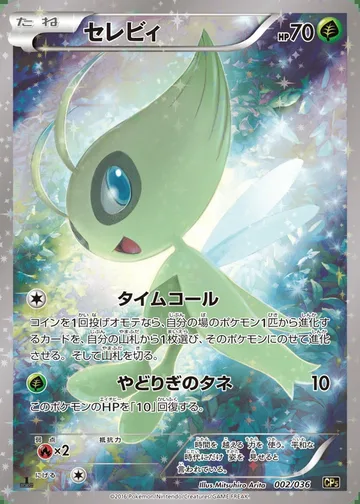 たね
セレビィ
HP70
タイムコール
コインを1回投げオモテなら、自分の場のポケモン1匹から進化す
るカードを、自分の山札から1枚選び、そのポケモンにのせて進化
させる。そして山札を切る。
やどりぎのタネ 10
このポケモンのHPを「10」回復する。
弱点 抵抗力
×2
にげる
時間を 越える 力を 使う。平和な
時代にだけ 姿を 見せると
言われている。
Illus. Mitsuhiro Arita
002/036
CP5
©2016 Pokémon/Nintendo/Creatures/GAME FREAK.